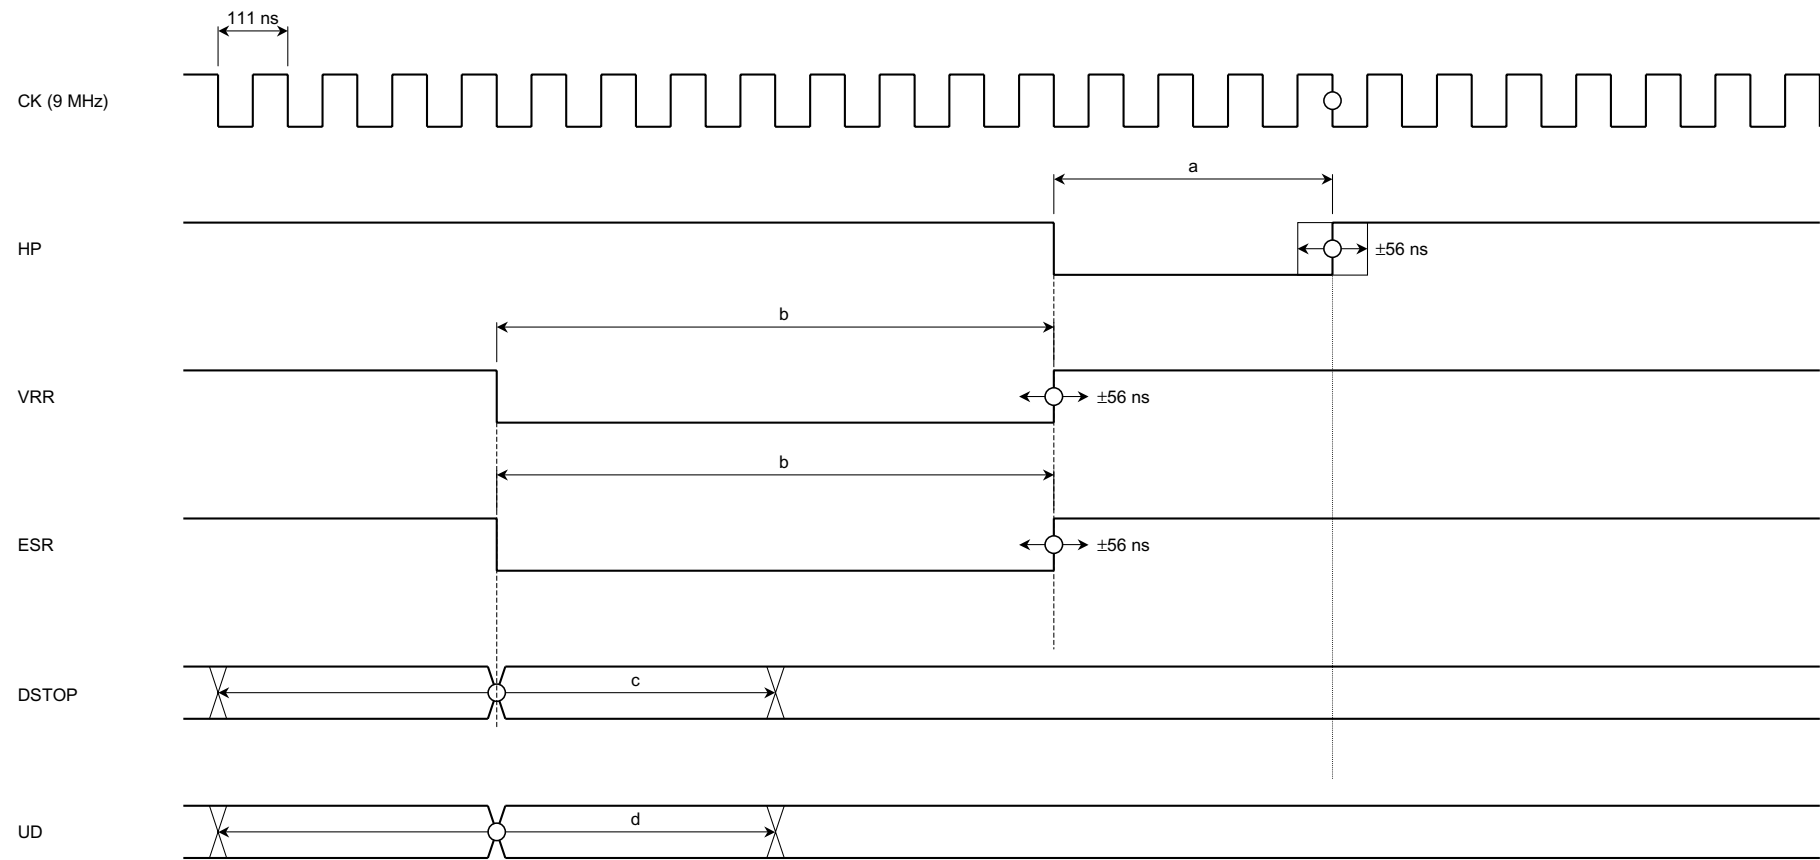 111 ns
CK (9 MHz)
a
HP
±56 ns
b
VRR
±56 ns
b
ESR
±56 ns
c
DSTOP
d
UD